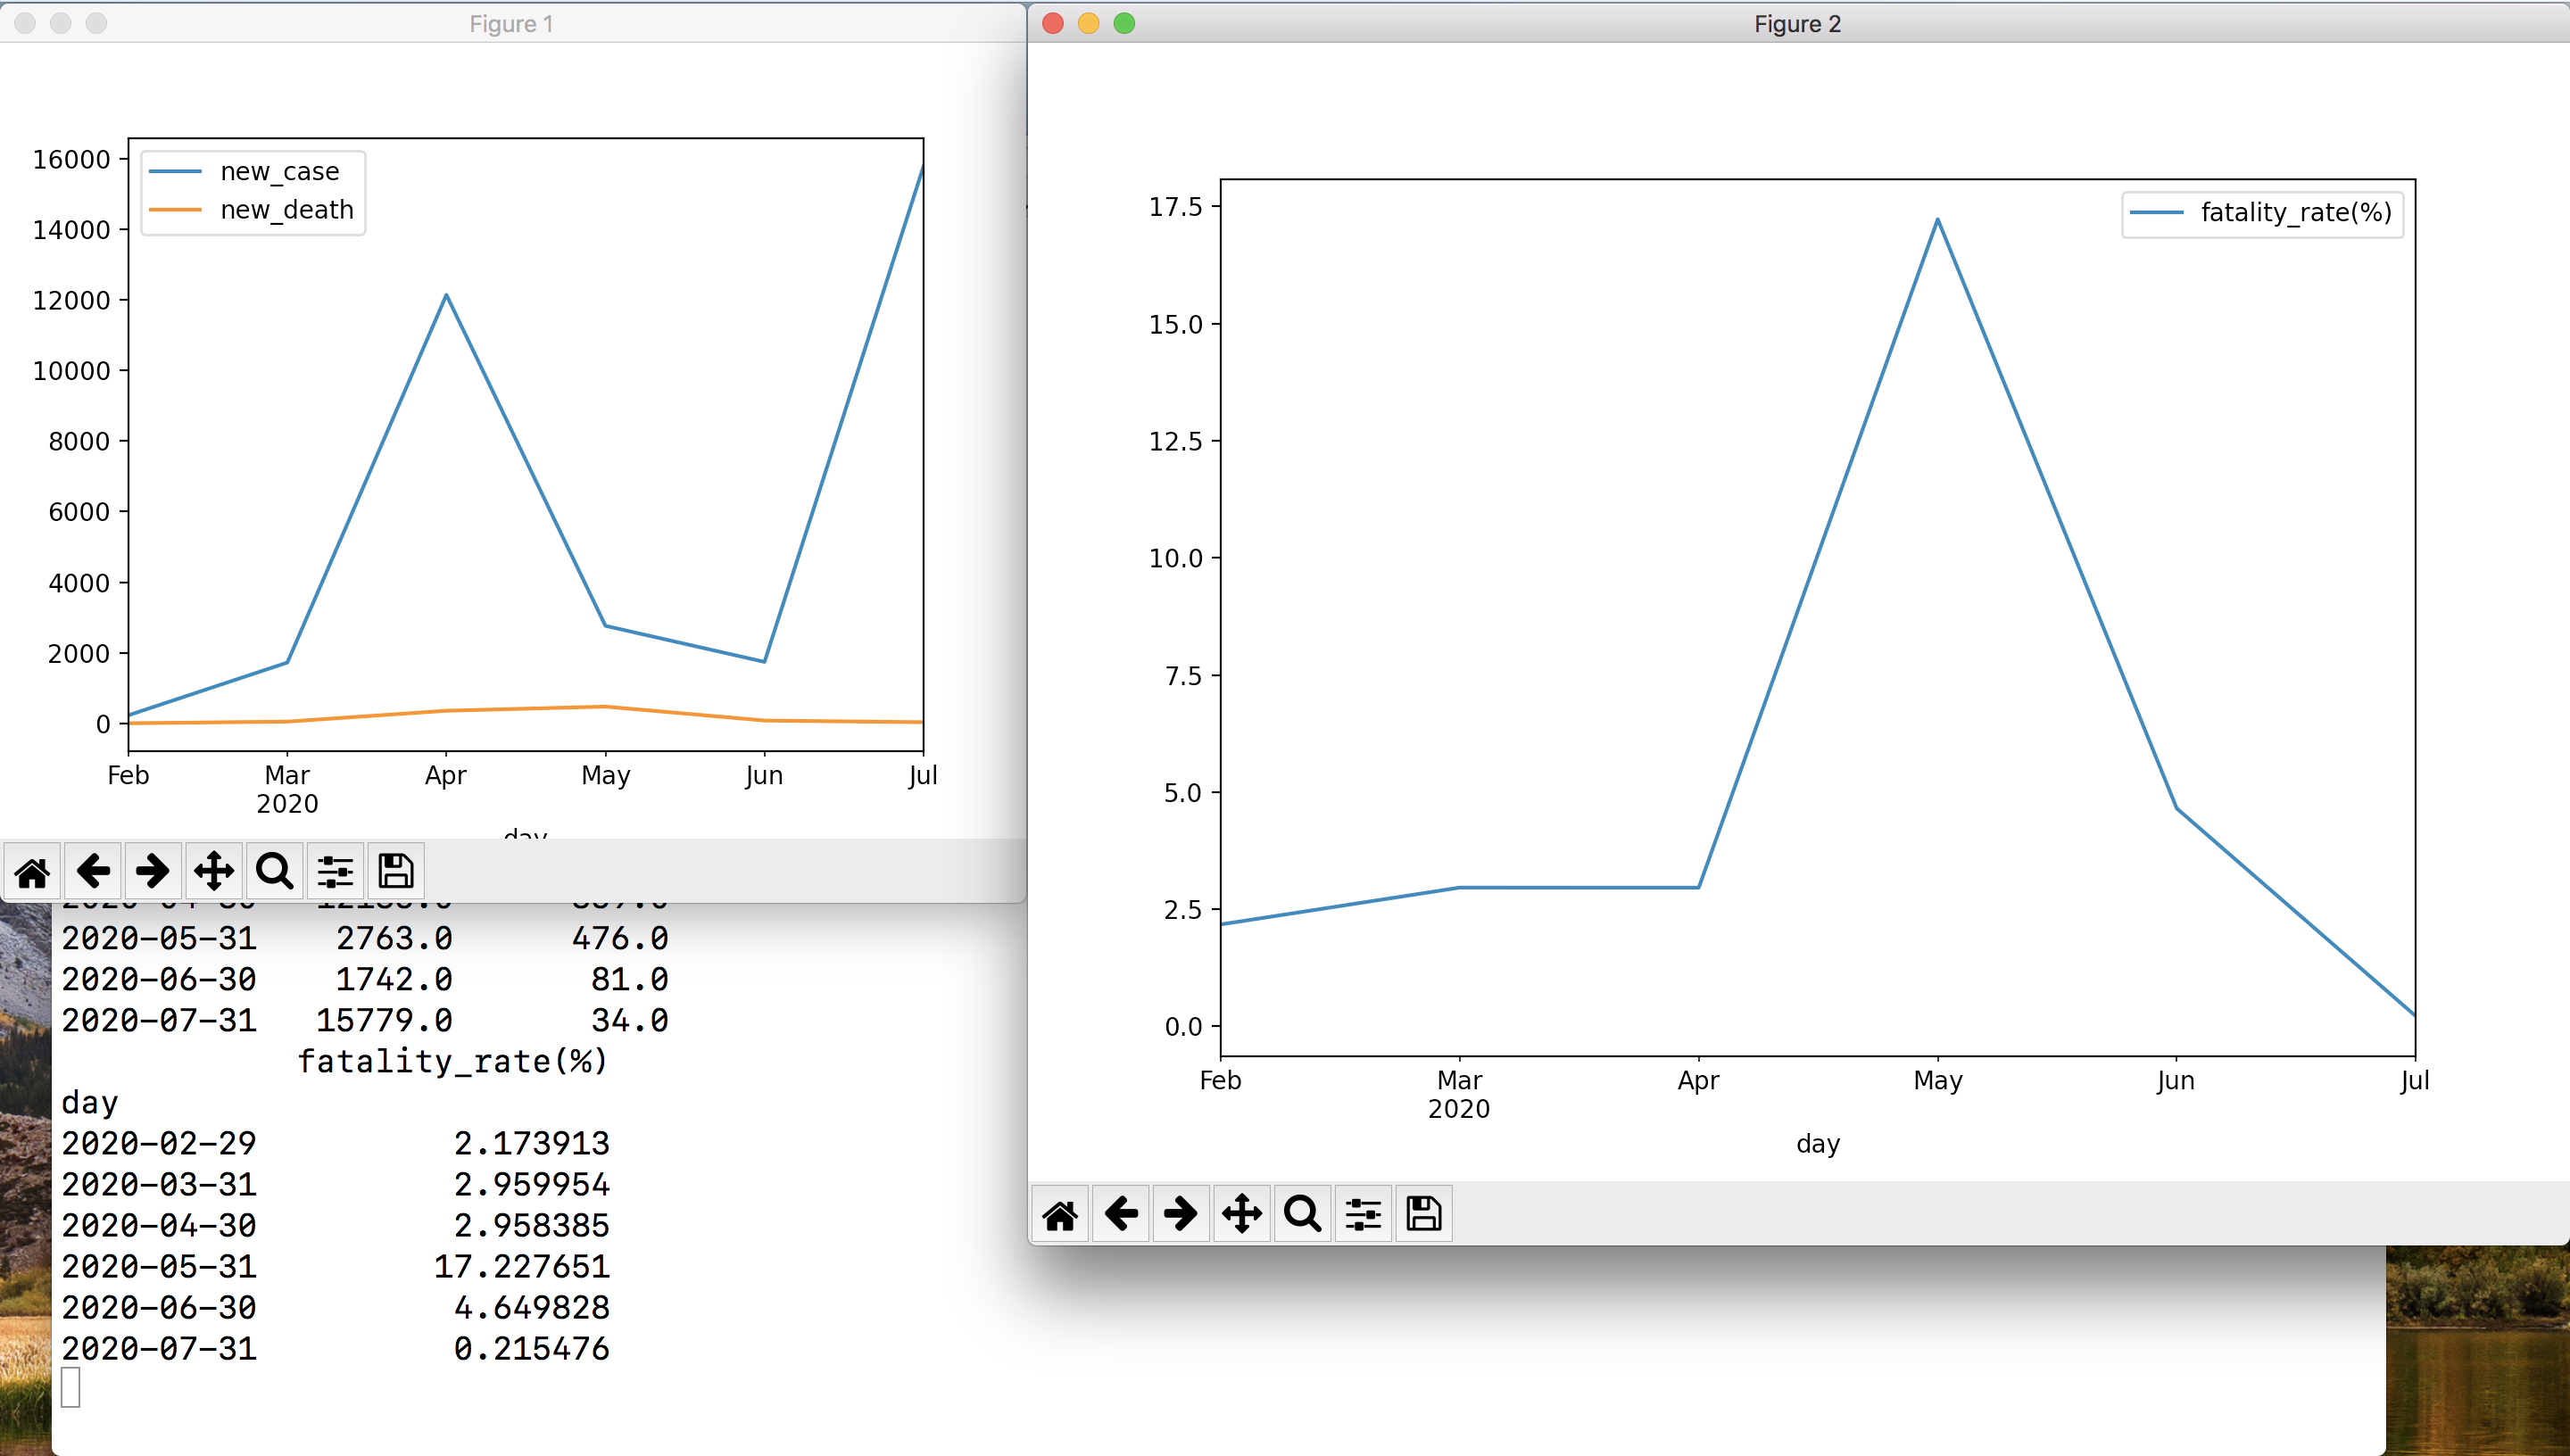 Figure 1
16000
14000
12000
10000
8000
6000
4000
2000
0
new_case
new_death
Feb Mar Apr May Jun Jul
2020
day
Figure 2
17.5
15.0
12.5
10.0
7.5
5.0
2.5
0.0
fatality_rate(%)
Feb Mar Apr May Jun Jul
2020
day
2020-05-31 2763.0 476.0
2020-06-30 1742.0 81.0
2020-07-31 15779.0 34.0
fatality_rate(%)
day
2020-02-29 2.173913
2020-03-31 2.959954
2020-04-30 2.958385
2020-05-31 17.227651
2020-06-30 4.649828
2020-07-31 0.215476